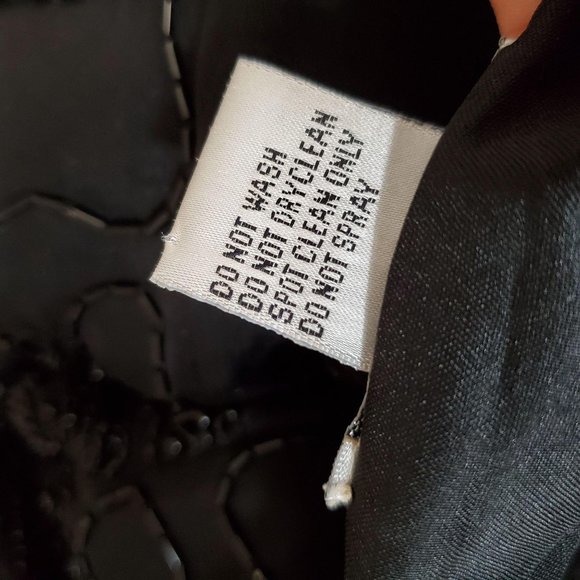 DO NOT WASH
DO NOT DRYCLEAN
SPOT CLEAN ONLY
DO NOT SPRAY